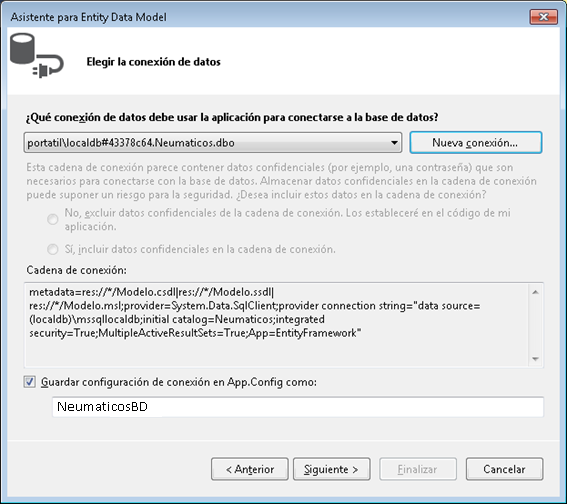 Asistente para Entity Data Model
Elegir la conexión de datos
¿Qué conexión de datos debe usar la aplicación para conectarse a la base de datos?
portatil\localdb#43378c64.Neumaticos.dbo
Nueva conexión...
Esta cadena de conexión parece contener datos confidenciales (por ejemplo, una contraseña) que son
necesarios para conectarse con la base de datos. Almacenar datos confidenciales en la cadena de conexión
puede suponer un riesgo para la seguridad. ¿Desea incluir estos datos en la cadena de conexión?
No, excluir datos confidenciales de la cadena de conexión. Los estableceré en el código de mi
aplicación.
Sí, incluir datos confidenciales en la cadena de conexión.
Cadena de conexión:
metadata=res://*/Modelo.csdl|res://*/Modelo.ssdl|
res://*/Modelo.msl;provider=System.Data.SqlClient;provider connection string="data source=
(localdb)\mssqllocaldb;initial catalog=Neumaticos;integrated
security=True;MultipleActiveResultSets=True;App=EntityFramework"
Guardar configuración de conexión en App.Config como:
NeumaticosBD
< Anterior
Siguiente >
Finalizar
Cancelar